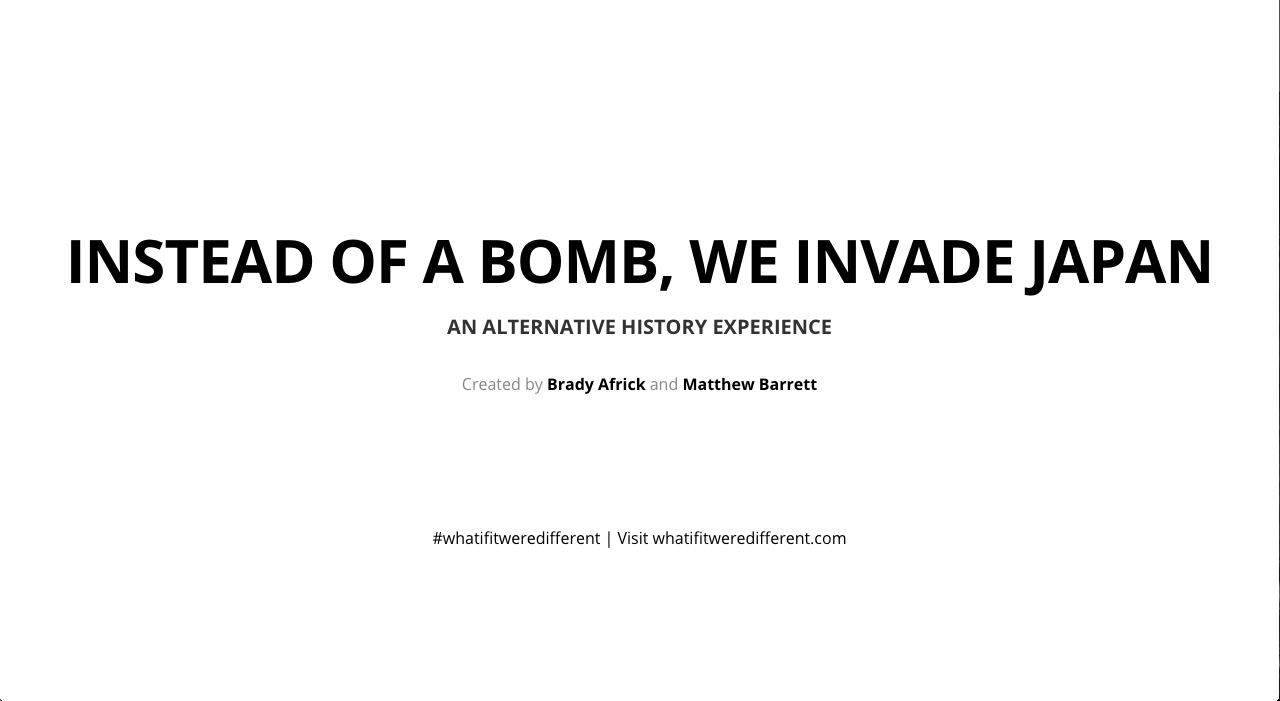 INSTEAD OF A BOMB, WE INVADE JAPAN
AN ALTERNATIVE HISTORY EXPERIENCE
Created by Brady Africk and Matthew Barrett
#whatifitweredifferent | Visit whatifitweredifferent.com